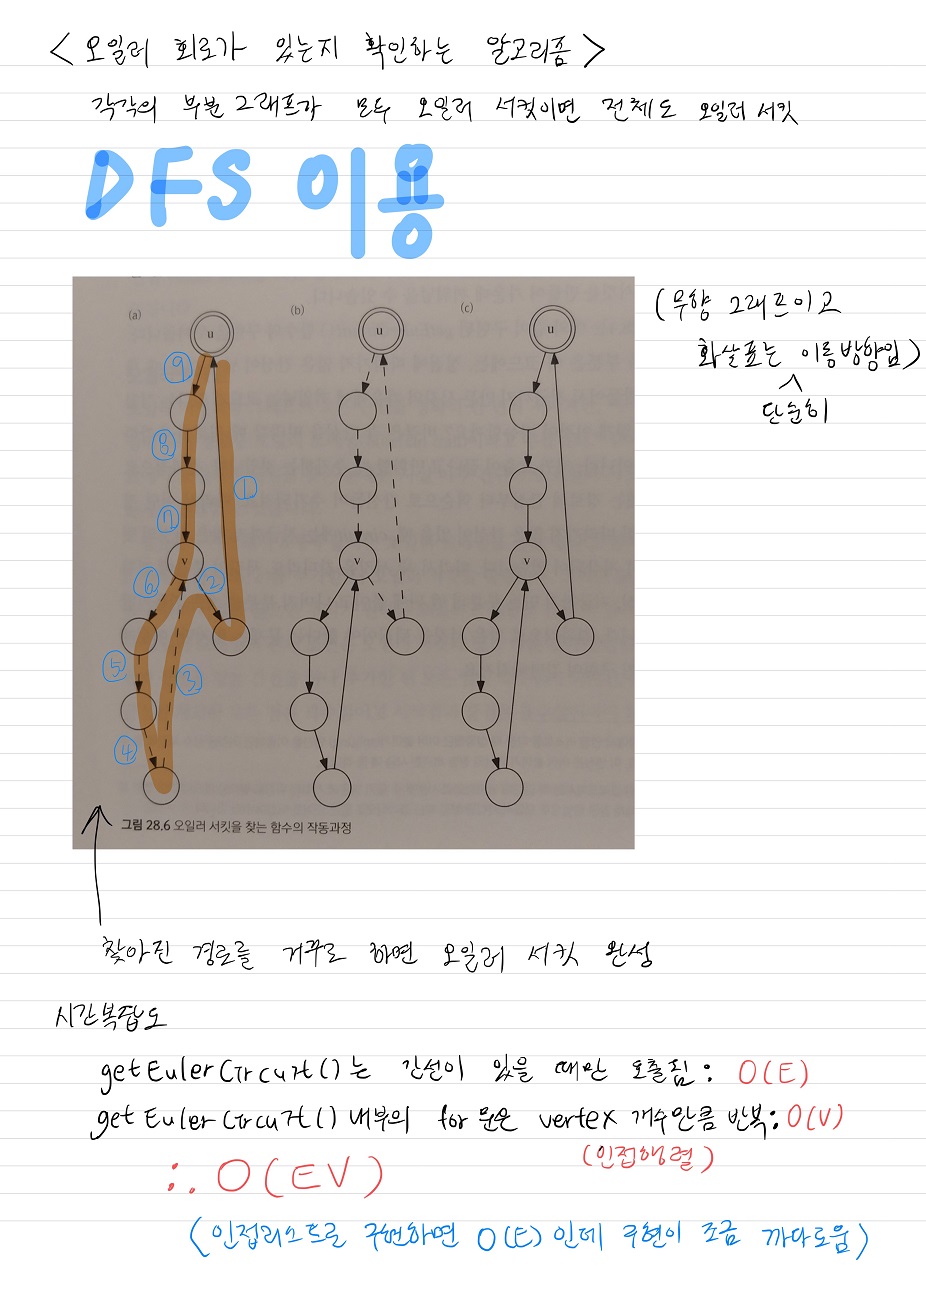 <오일러 회로가 있는지 확인하는 알고리즘>
각각의 부분 그래프가 모두 오일러 서킷이면 전체도 오일러 서킷
DFS 이용
(a)
(b)
(c)
u
u
u
(무향 그래프이고
화살표는 이동방향임)
단순히
⑨
⑧
①
⑦
v
v
v
⑥
②
⑤
③
④
그림 28.6 오일러 서킷을 찾는 함수의 작동과정
찾아진 경로를 거꾸로 하면 오일러 서킷 완성
시간복잡도
getEulerCircuit()는 간선이 있을 때만 호출됨: O(E)
getEulerCircuit() 내부의 for 문은 vertex 개수만큼 반복: O(V)
(인접행렬)
∴ O(EV)
(인접리스트로 구현하면 O(E)인데 구현이 조금 까다로움)